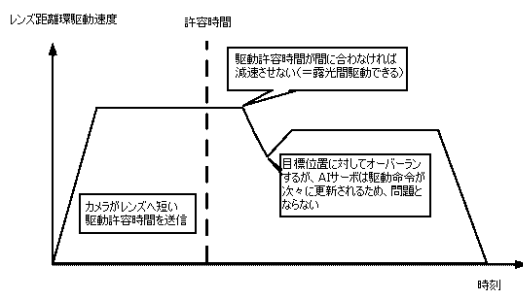 レンズ距離環駆動速度
許容時間
駆動許容時間が間に合わなければ
減速させない(=露光間駆動できる)
目標位置に対してオーバーラン
するが、AIサーボは駆動命令が
次々に更新されるため、問題と
ならない
カメラがレンズへ短い
駆動許容時間を送信
時刻